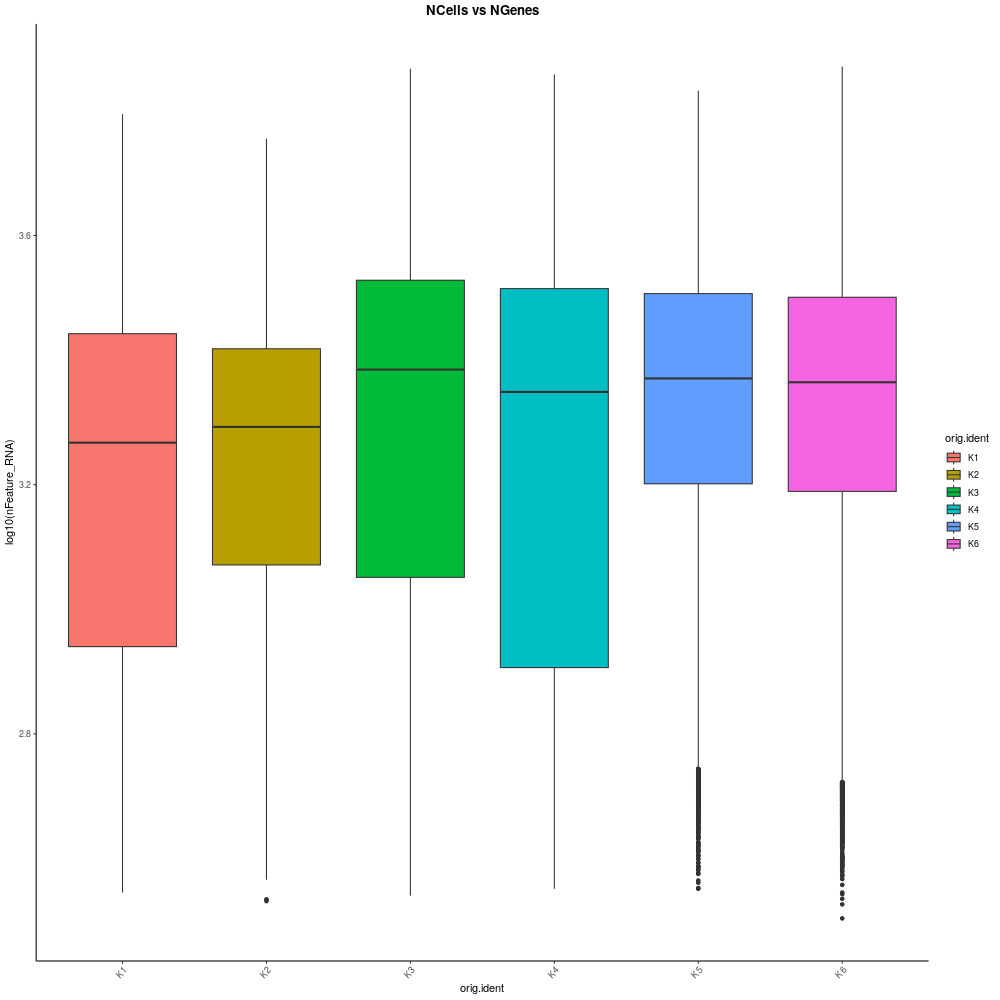 NCells vs NGenes
log10(nFeature_RNA)
3.6
3.2
2.8
K1
K2
K3
K4
K5
K6
orig.ident
orig.ident
K1
K2
K3
K4
K5
K6